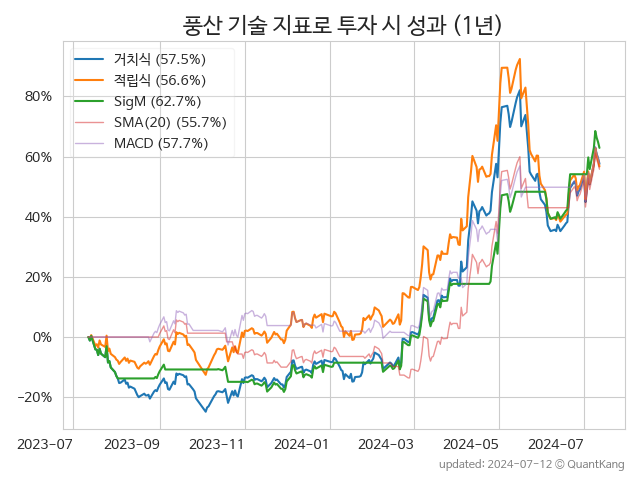 풍산 기술 지표로 투자 시 성과 (1년)
거치식 (57.5%)
적립식 (56.6%)
SigM (62.7%)
SMA(20) (55.7%)
MACD (57.7%)
80%
60%
40%
20%
0%
−20%
2023-07 2023-09 2023-11 2024-01 2024-03 2024-05 2024-07
updated: 2024-07-12 © QuantKang